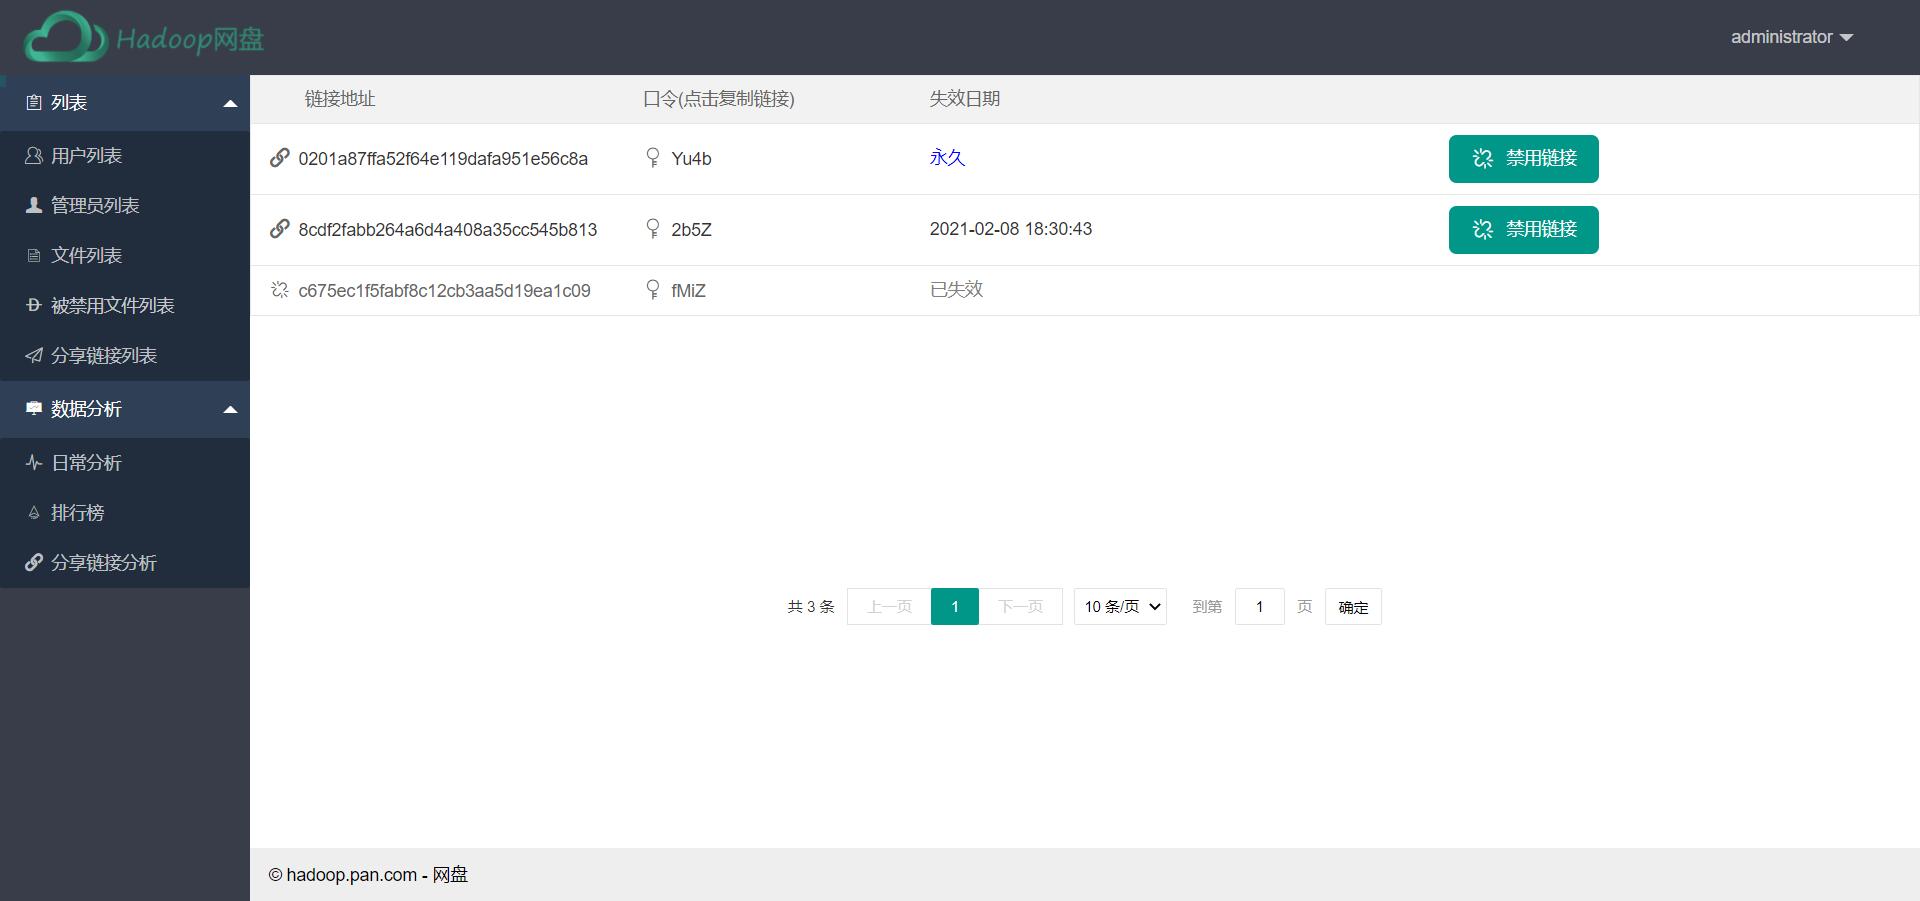 Hadoop网盘
administrator
列表
用户列表
管理员列表
文件列表
被禁用文件列表
分享链接列表
数据分析
日常分析
排行榜
分享链接分析
链接地址 口令(点击复制链接) 失效日期
0201a87ffa52f64e119dafa951e56c8a Yu4b 永久 禁用链接
8cdf2fabb264a6d4a408a35cc545b813 2b5Z 2021-02-08 18:30:43 禁用链接
c675ec1f5fabf8c12cb3aa5d19ea1c09 fMiZ 已失效
共 3 条 上一页 1 下一页 10 条/页 到第 1 页 确定
© hadoop.pan.com - 网盘